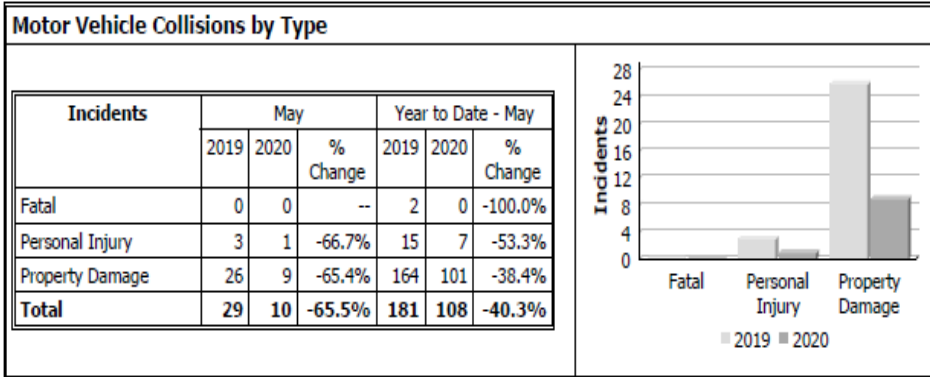 Motor Vehicle Collisions by Type
Incidents May Year to Date - May
2019 2020 % Change 2019 2020 % Change
Fatal 0 0 -- 2 0 -100.0%
Personal Injury 3 1 -66.7% 15 7 -53.3%
Property Damage 26 9 -65.4% 164 101 -38.4%
Total 29 10 -65.5% 181 108 -40.3%
Incidents
28
24
20
16
12
8
4
0
Fatal Personal Injury Property Damage
2019 2020